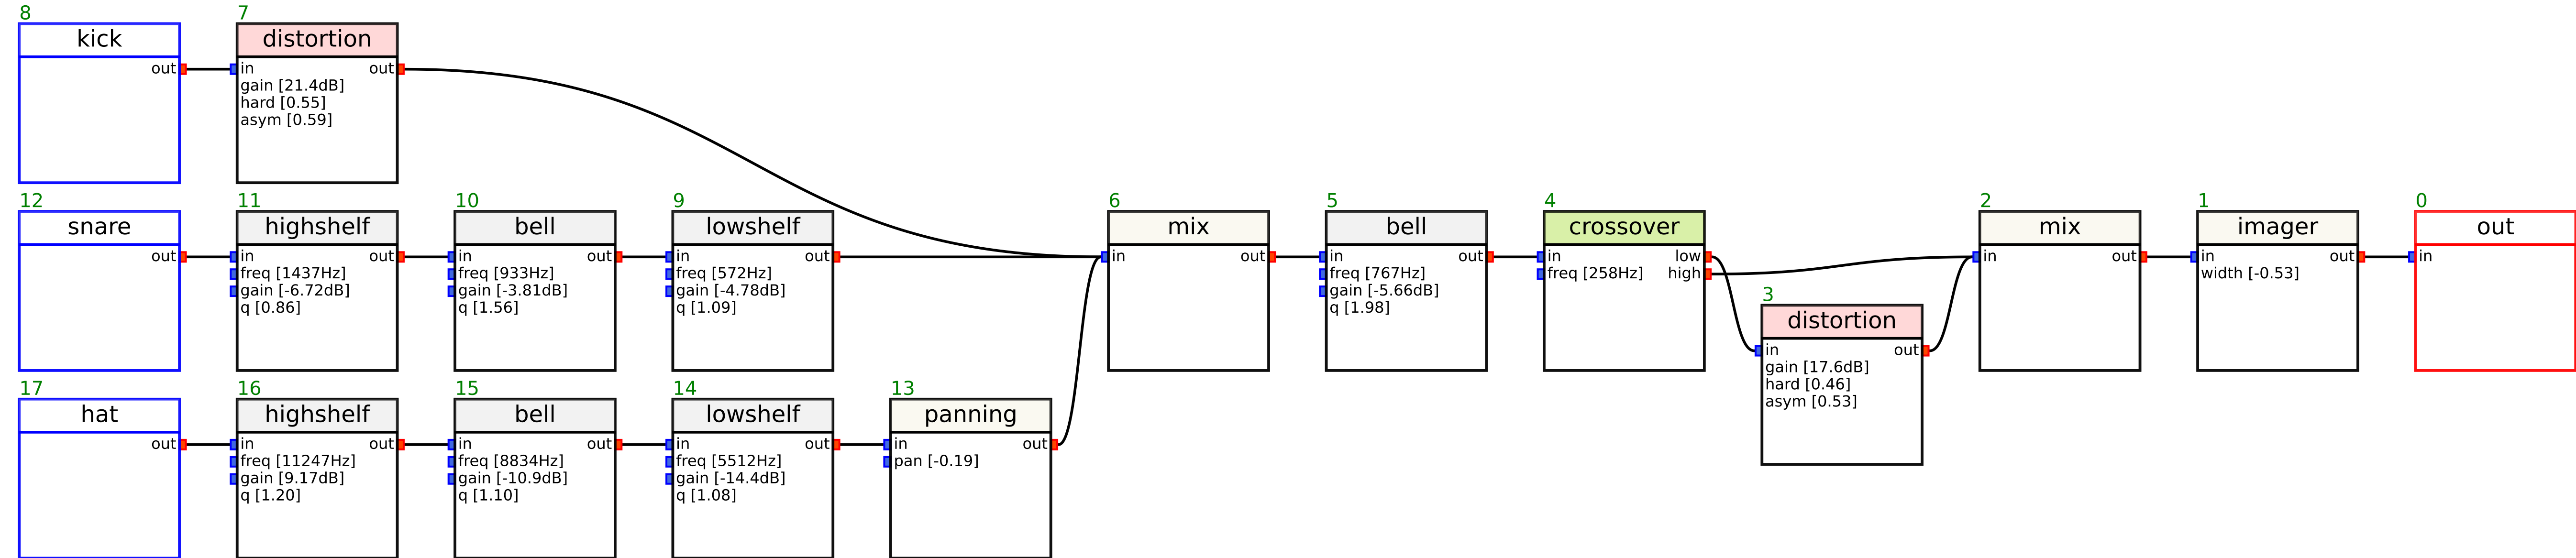 8
kick
out
7
distortion
in out
gain [21.4dB]
hard [0.55]
asym [0.59]
12
snare
out
11
highshelf
in out
freq [1437Hz]
gain [-6.72dB]
q [0.86]
10
bell
in out
freq [933Hz]
gain [-3.81dB]
q [1.56]
9
lowshelf
in out
freq [572Hz]
gain [-4.78dB]
q [1.09]
6
mix
in out
5
bell
in out
freq [767Hz]
gain [-5.66dB]
q [1.98]
4
crossover
in low
freq [258Hz] high
3
distortion
in out
gain [17.6dB]
hard [0.46]
asym [0.53]
2
mix
in out
1
imager
in out
width [-0.53]
0
out
in
17
hat
out
16
highshelf
in out
freq [11247Hz]
gain [9.17dB]
q [1.20]
15
bell
in out
freq [8834Hz]
gain [-10.9dB]
q [1.10]
14
lowshelf
in out
freq [5512Hz]
gain [-14.4dB]
q [1.08]
13
panning
in out
pan [-0.19]